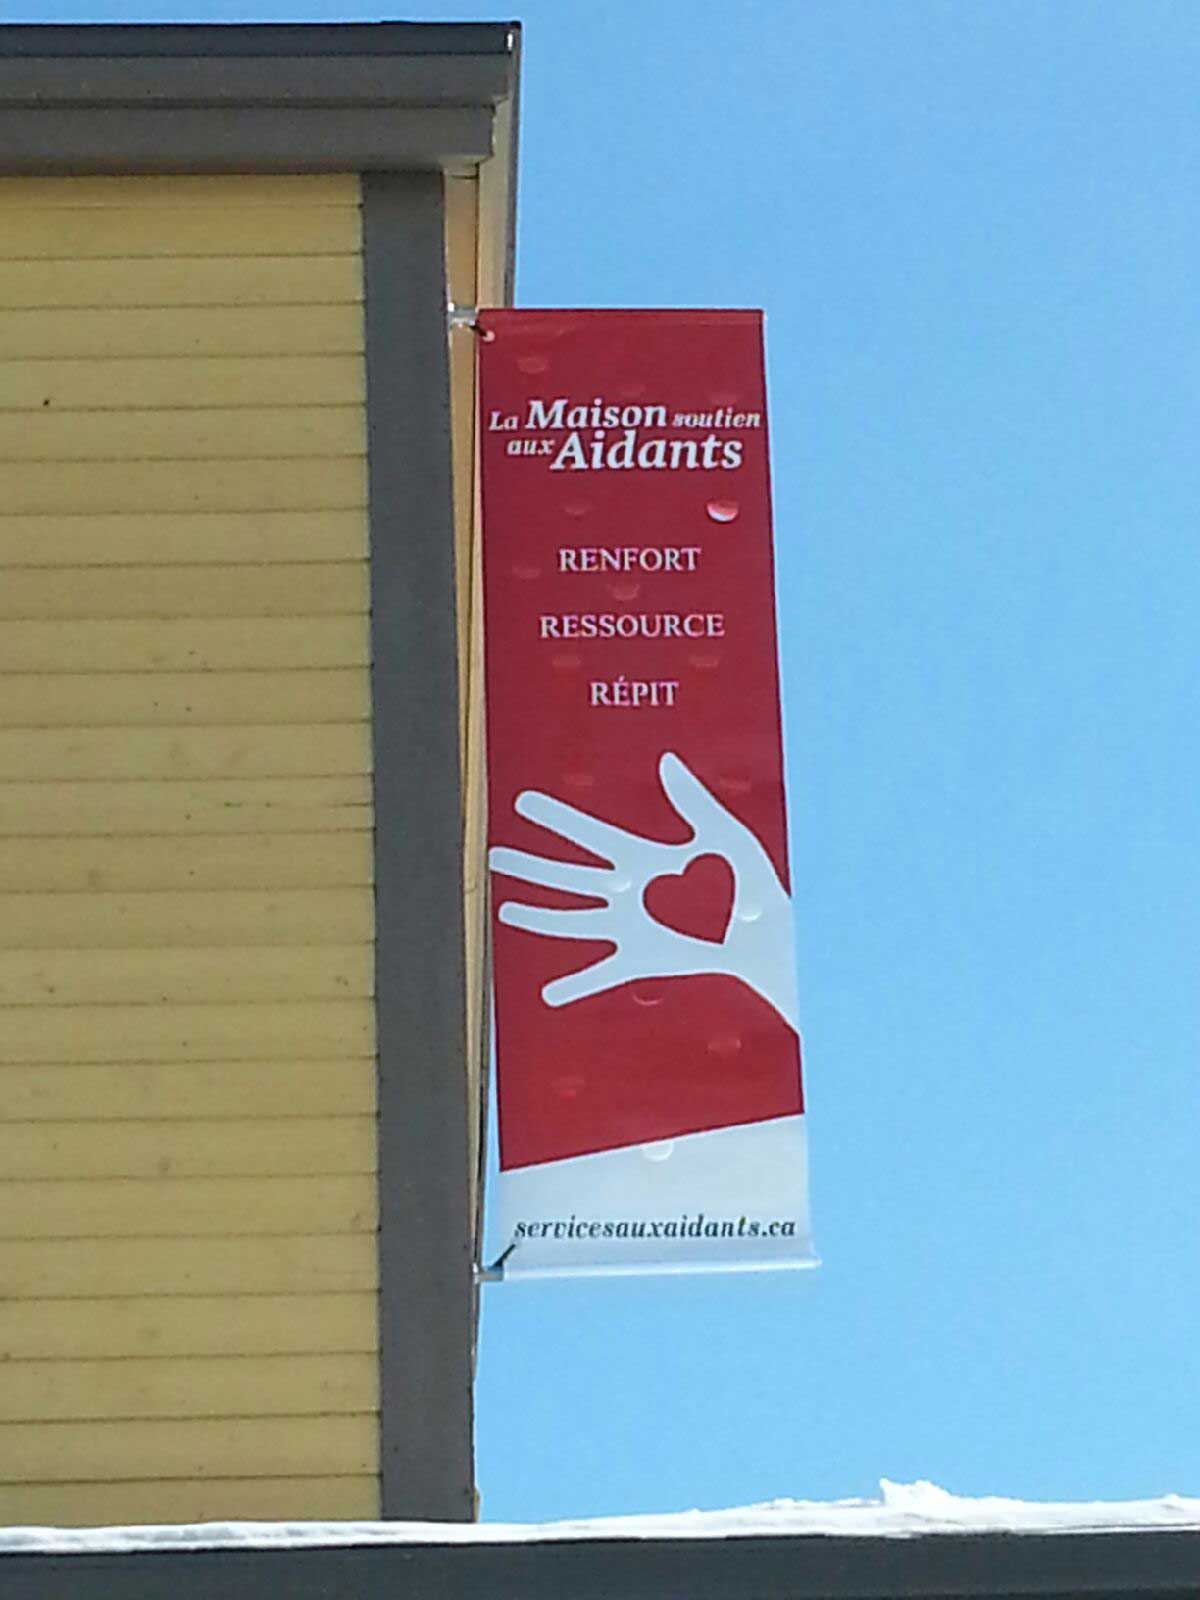 La Maison soutien
aux Aidants
RENFORT
RESSOURCE
RÉPIT
servicesauxaidants.ca